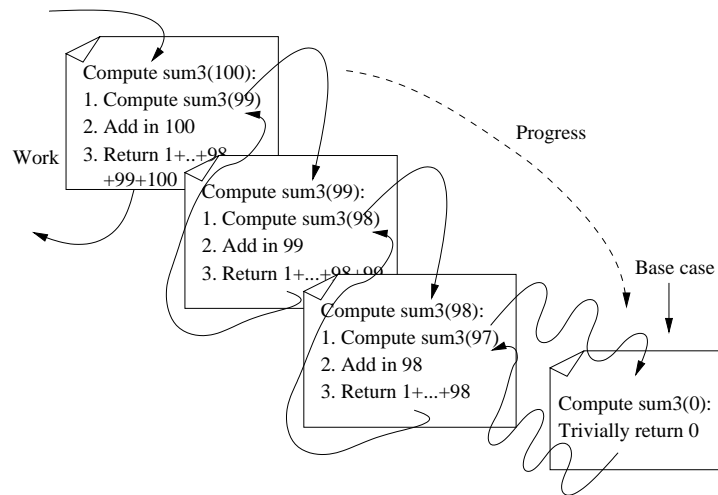 Compute sum3(100):
1. Compute sum3(99)
2. Add in 100
3. Return 1+..+98
+99+100
Work
Progress
Compute sum3(99):
1. Compute sum3(98)
2. Add in 99
3. Return 1+...+98+99
Base case
Compute sum3(98):
1. Compute sum3(97)
2. Add in 98
3. Return 1+...+98
Compute sum3(0):
Trivially return 0